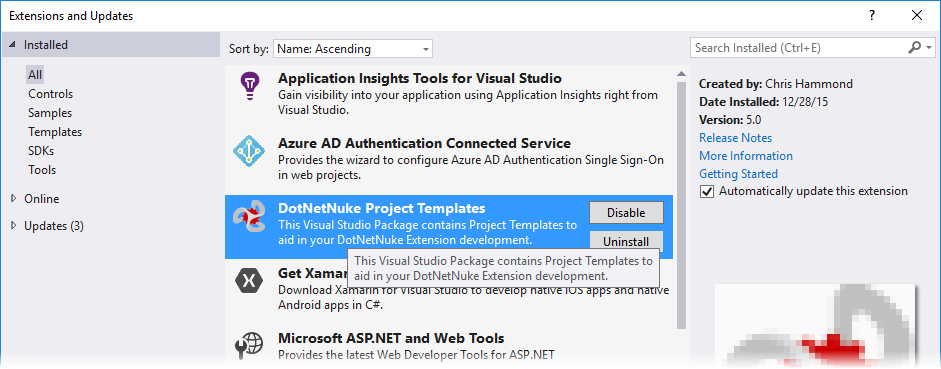 Extensions and Updates
?
Installed
Sort by: Name: Ascending
Search Installed (Ctrl+E)
All
Controls
Samples
Templates
SDKs
Tools
Online
Updates (3)
Application Insights Tools for Visual Studio
Gain visibility into your application using Application Insights right from
Visual Studio.
Azure AD Authentication Connected Service
Provides the wizard to configure Azure AD Authentication Single Sign-On
in web projects.
DotNetNuke Project Templates
This Visual Studio Package contains Project Templates to
aid in your DotNetNuke Extension development.
Disable
Uninstall
This Visual Studio Package contains Project Templates to
aid in your DotNetNuke Extension development.
Get Xamar
Download Xamarin for Visual Studio to develop native iOS apps and native
Android apps in C#.
Microsoft ASP.NET and Web Tools
Provides the latest Web Developer Tools for ASP.NET
Created by: Chris Hammond
Date Installed: 12/28/15
Version: 5.0
Release Notes
More Information
Getting Started
Automatically update this extension